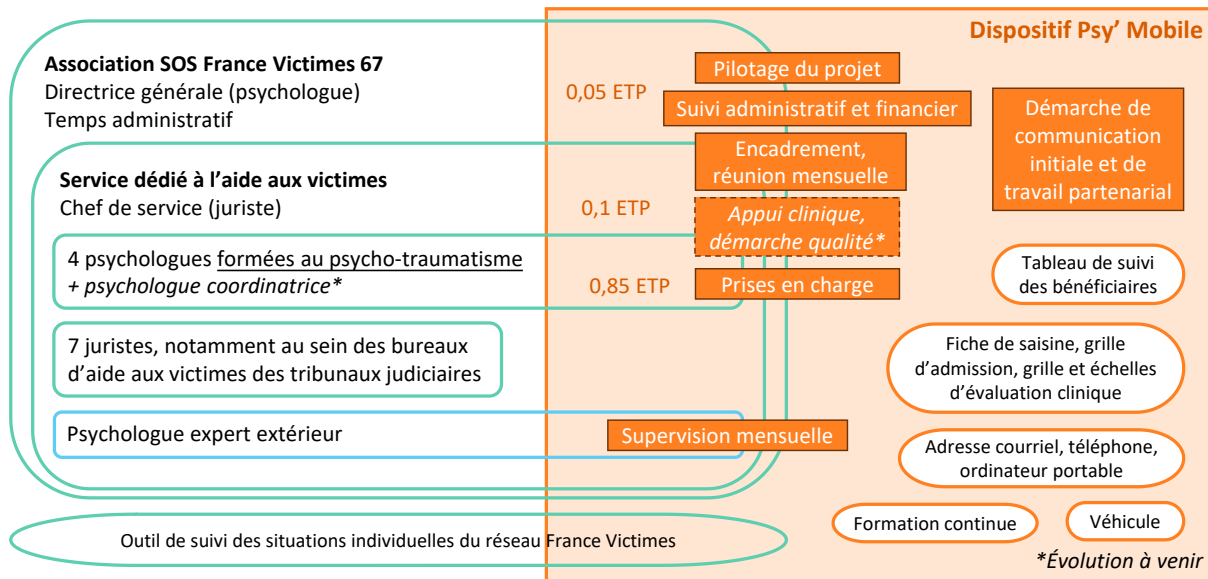 Dispositif Psy’ Mobile
Association SOS France Victimes 67
Directrice générale (psychologue)
Temps administratif
0,05 ETP
Pilotage du projet
Suivi administratif et financier
Démarche de
communication
initiale et de
travail partenarial
Service dédié à l’aide aux victimes
Chef de service (juriste)
0,1 ETP
Encadrement,
réunion mensuelle
Appui clinique,
démarche qualité*
4 psychologues formées au psycho-traumatisme
+ psychologue coordinatrice*
0,85 ETP
Prises en charge
Tableau de suivi
des bénéficiaires
7 juristes, notamment au sein des bureaux
d’aide aux victimes des tribunaux judiciaires
Fiche de saisine, grille
d’admission, grille et échelles
d’évaluation clinique
Psychologue expert extérieur
Supervision mensuelle
Adresse courriel, téléphone,
ordinateur portable
Formation continue
Véhicule
Outil de suivi des situations individuelles du réseau France Victimes
*Évolution à venir